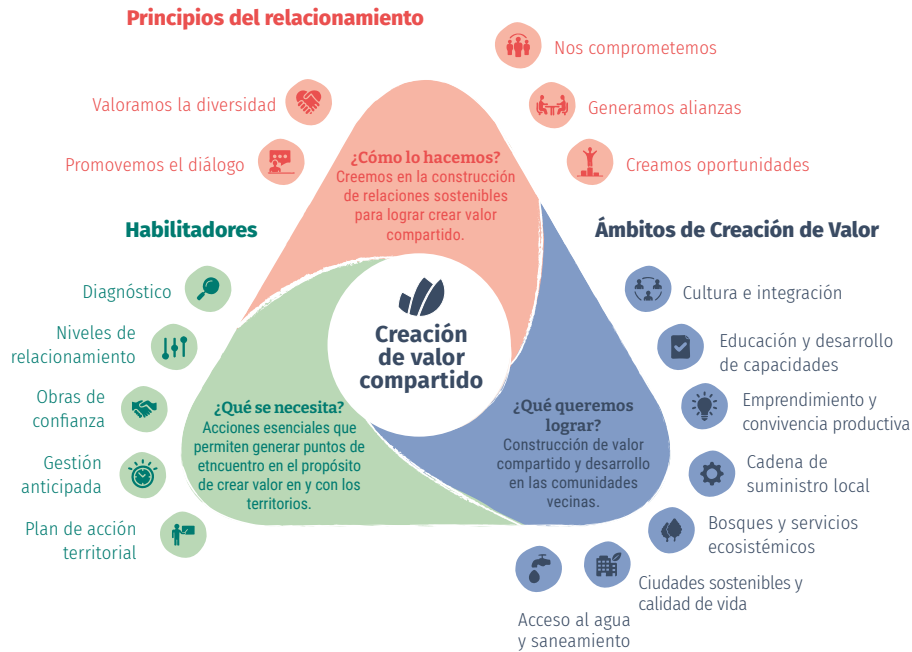 Principios del relacionamiento
Nos comprometemos
Valoramos la diversidad
Generamos alianzas
Promovemos el diálogo
Creamos oportunidades
¿Cómo lo hacemos?
Creemos en la construcción
de relaciones sostenibles
para lograr crear valor
compartido.
Habilitadores
Diagnóstico
Niveles de
relacionamiento
Obras de
confianza
Gestión
anticipada
Plan de acción
territorial
¿Qué se necesita?
Acciones esenciales que
permiten generar puntos de
etncuentro en el propósito
de crear valor en y con los
territorios.
Creación
de valor
compartido
¿Qué queremos
lograr?
Construcción de valor
compartido y desarrollo
en las comunidades
vecinas.
Ámbitos de Creación de Valor
Cultura e integración
Educación y desarrollo
de capacidades
Emprendimiento y
convivencia productiva
Cadena de
suministro local
Bosques y servicios
ecosistémicos
Ciudades sostenibles y
calidad de vida
Acceso al agua
y saneamiento